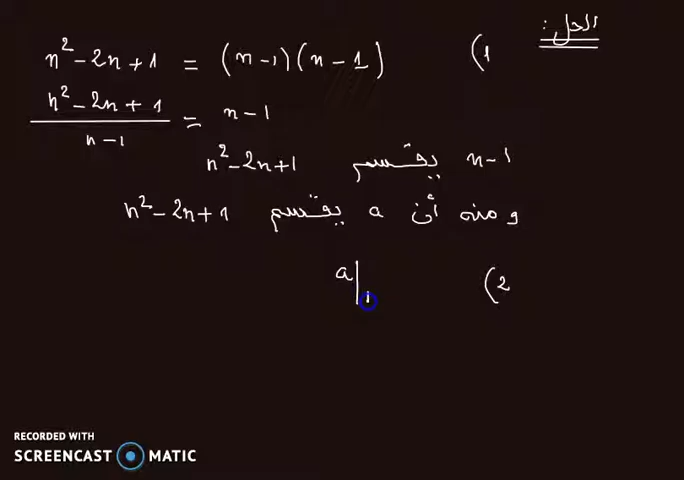 الحل :
1) n² - 2n + 1 = (n - 1)(n - 1)
(n² - 2n + 1)/(n - 1) = n - 1
n - 1 يقسم n² - 2n + 1
و منه أن a يقسم n² - 2n + 1
2) a|
RECORDED WITH
SCREENCAST MATIC